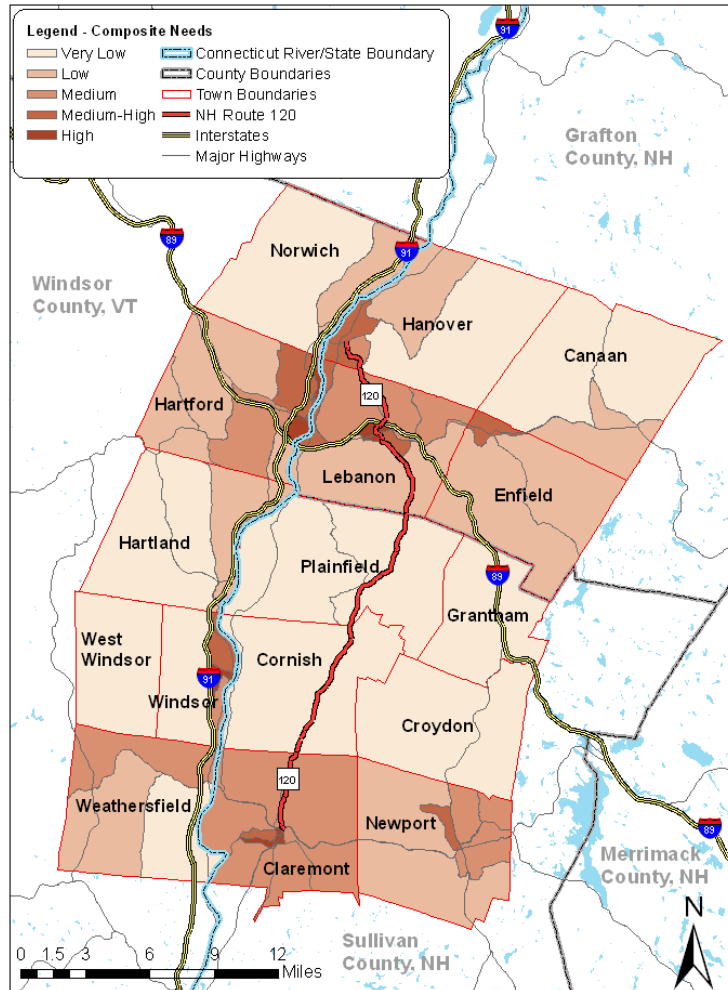 Legend - Composite Needs
Very Low
Low
Medium
Medium-High
High
Connecticut River/State Boundary
County Boundaries
Town Boundaries
NH Route 120
Interstates
Major Highways
91
Grafton
County, NH
89
91
Norwich
Windsor
County, VT
Hanover
Canaan
120
Hartford
Lebanon
Enfield
Hartland
Plainfield
89
Grantham
West
Windsor
Cornish
91
Windsor
Croydon
120
Weathersfield
Newport
89
Claremont
Merrimack
County, NH
N
Sullivan
County, NH
0 1.5 3 6 9 12
Miles